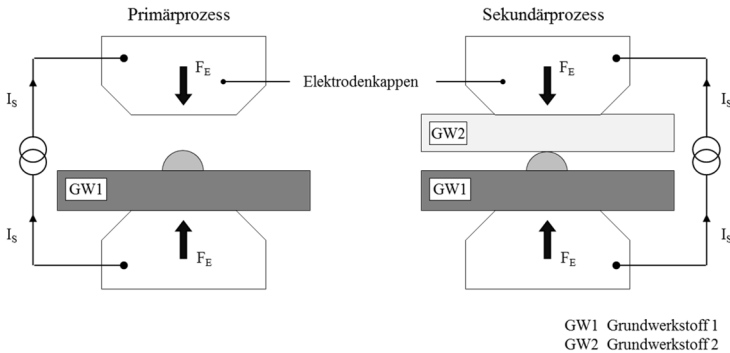 Primärprozess
Sekundärprozess
F_E
F_E
Elektrodenkappen
I_S
I_S
GW2
GW1
GW1
I_S
I_S
F_E
F_E
GW1 Grundwerkstoff 1
GW2 Grundwerkstoff 2